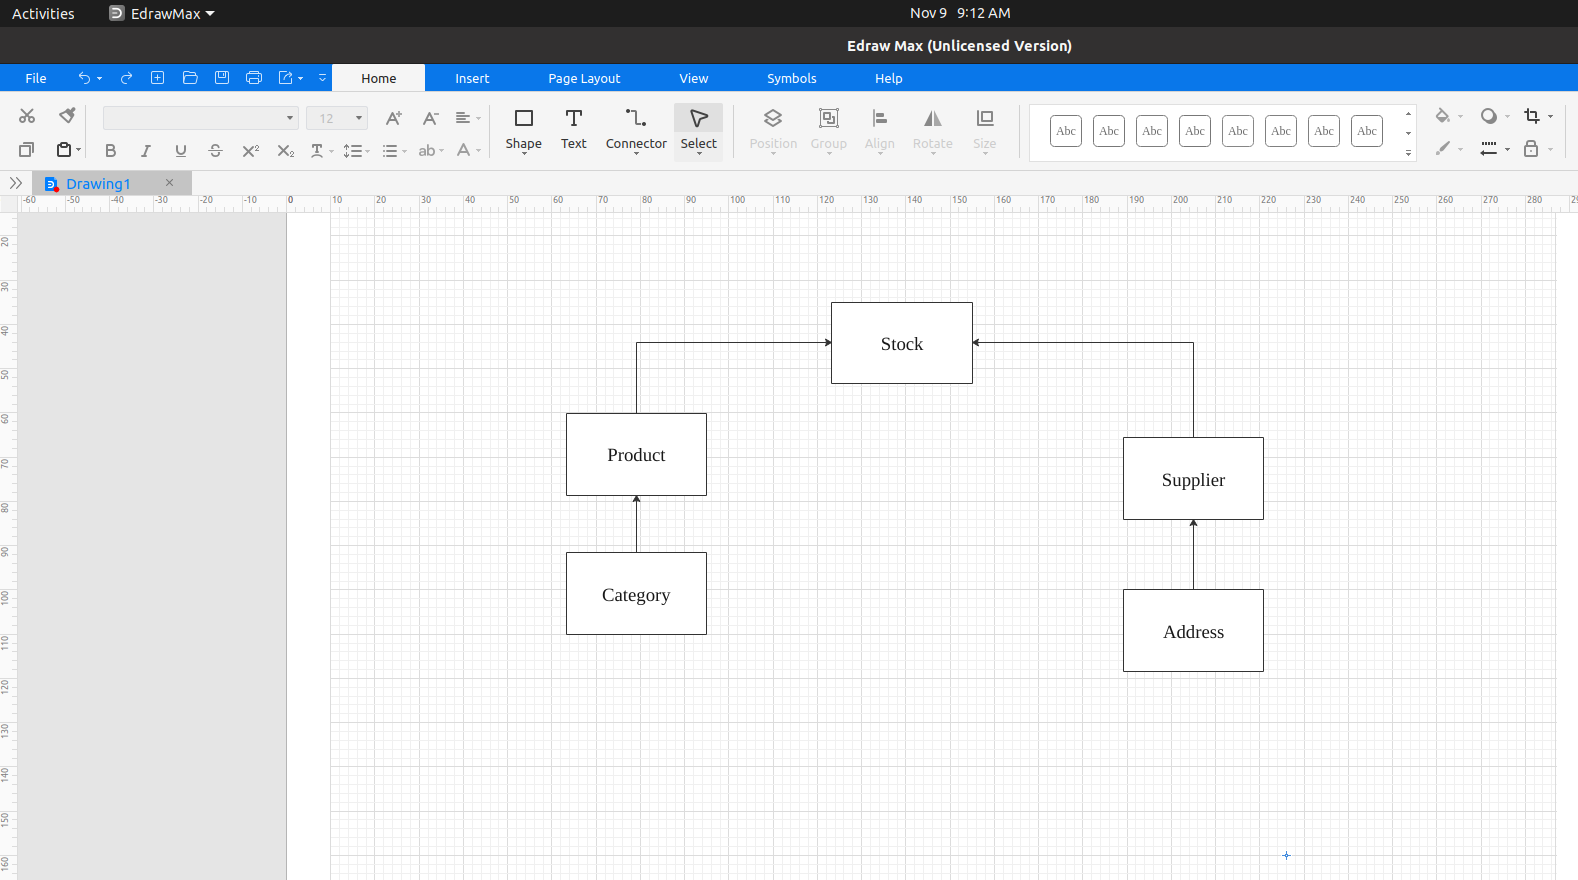 Activities EdrawMax Nov 9 9:12 AM
Edraw Max (Unlicensed Version)
File Home Insert Page Layout View Symbols Help
12 A+ A-
Shape Text Connector Select Position Group Align Rotate Size
Abc Abc Abc Abc Abc Abc Abc Abc
B I U S X² X₂ T ab A
Drawing1
-60 -50 -40 -30 -20 -10 0 10 20 30 40 50 60 70 80 90 100 110 120 130 140 150 160 170 180 190 200 210 220 230 240 250 260 270 280
20
30
40
50
60
70
80
90
100
110
120
130
140
150
160
Stock
Product
Supplier
Category
Address